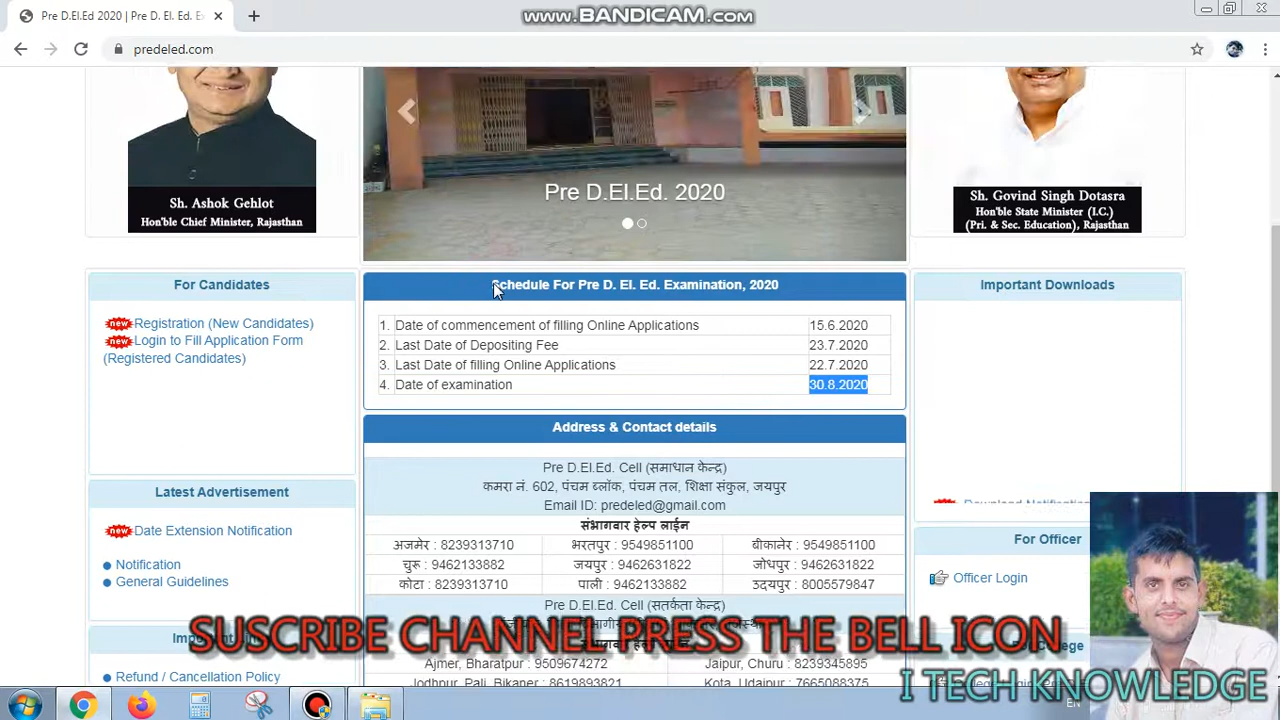 Pre D.El.Ed 2020 | Pre D. El. Ed. E
www.BANDICAM.com
predeled.com
Sh. Ashok Gehlot
Hon'ble Chief Minister, Rajasthan
Pre D.El.Ed. 2020
Sh. Govind Singh Dotasra
Hon'ble State Minister (I.C.)
(Pri. & Sec. Education), Rajasthan
For Candidates
new Registration (New Candidates)
new Login to Fill Application Form
(Registered Candidates)
Schedule For Pre D. El. Ed. Examination, 2020
1. Date of commencement of filling Online Applications 15.6.2020
2. Last Date of Depositing Fee 23.7.2020
3. Last Date of filling Online Applications 22.7.2020
4. Date of examination 30.8.2020
Important Downloads
Latest Advertisement
new Date Extension Notification
Notification
General Guidelines
Address & Contact details
Pre D.El.Ed. Cell (समाधान केन्द्र)
कमरा नं. 602, पंचम ब्लॉक, पंचम तल, शिक्षा संकुल, जयपुर
Email ID: predeled@gmail.com
संभागवार हेल्प लाईन
अजमेर : 8239313710 भरतपुर : 9549851100 बीकानेर : 9549851100
चुरू : 9462133882 जयपुर : 9462631822 जोधपुर : 9462631822
कोटा : 8239313710 पाली : 9462133882 उदयपुर : 8005579847
Pre D.El.Ed. Cell (सतर्कता केन्द्र)
Ajmer, Bharatpur : 9509674272 Jaipur, Churu : 8239345895
Jodhpur, Pali, Bikaner : 8619893821 Kota, Udaipur : 7665088375
For Officer
Officer Login
Refund / Cancellation Policy
SUSCRIBE CHANNEL PRESS THE BELL ICON
I TECH KNOWLEDGE
EN